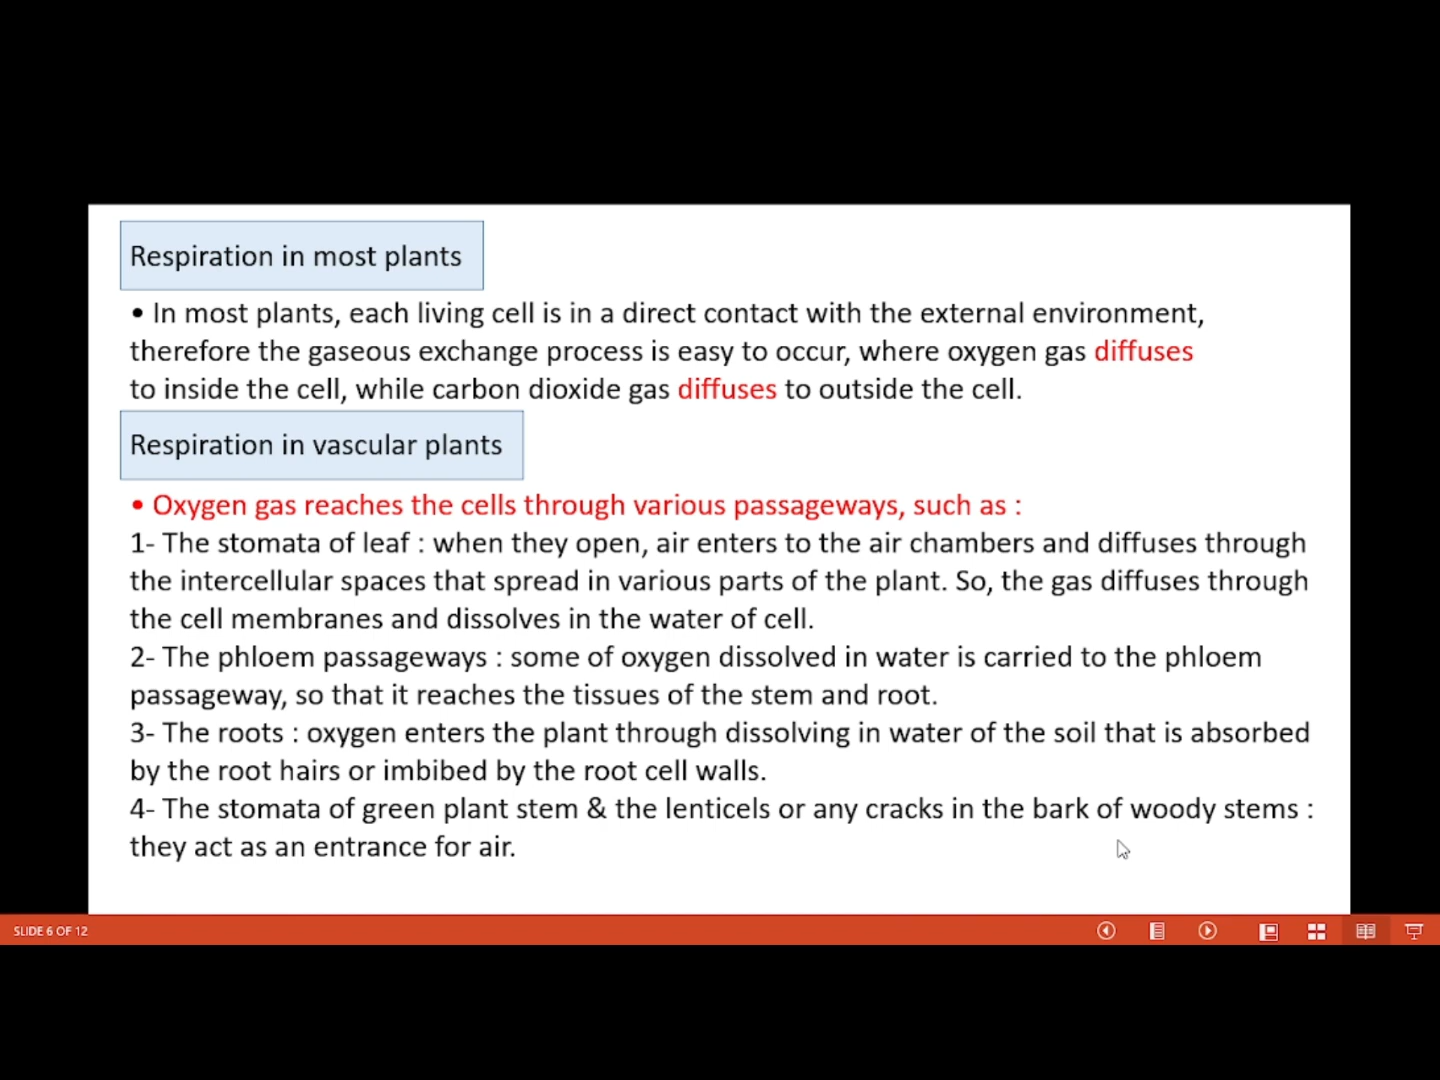 Respiration in most plants
• In most plants, each living cell is in a direct contact with the external environment,
therefore the gaseous exchange process is easy to occur, where oxygen gas diffuses
to inside the cell, while carbon dioxide gas diffuses to outside the cell.
Respiration in vascular plants
• Oxygen gas reaches the cells through various passageways, such as :
1- The stomata of leaf : when they open, air enters to the air chambers and diffuses through
the intercellular spaces that spread in various parts of the plant. So, the gas diffuses through
the cell membranes and dissolves in the water of cell.
2- The phloem passageways : some of oxygen dissolved in water is carried to the phloem
passageway, so that it reaches the tissues of the stem and root.
3- The roots : oxygen enters the plant through dissolving in water of the soil that is absorbed
by the root hairs or imbibed by the root cell walls.
4- The stomata of green plant stem & the lenticels or any cracks in the bark of woody stems :
they act as an entrance for air.
SLIDE 6 OF 12